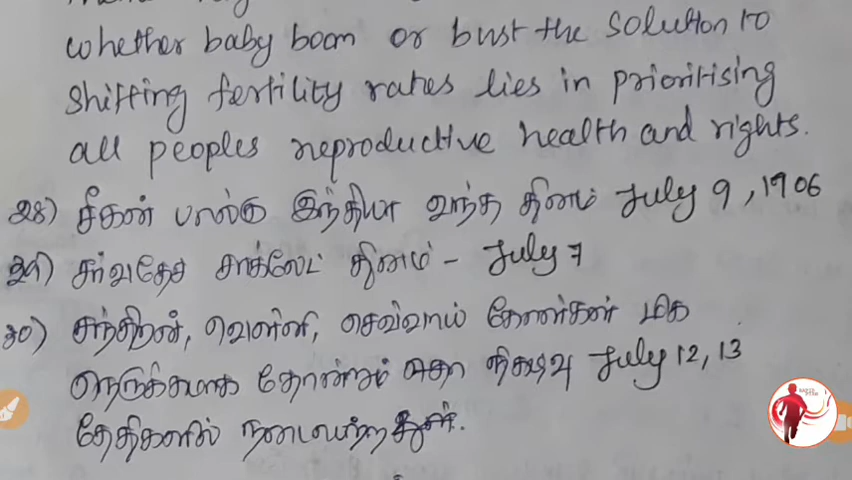 whether baby boom or bust the solution to
shifting fertility rates lies in prioritising
all peoples reproductive health and rights.
28) சீகன் பால்கு இந்தியா வந்த தினம் July 9, 1906
29) சர்வதேச சாக்லேட் தினம் - July 7
30) சந்திரன், வெள்ளி, செவ்வாய் கோள்கள் மிக
நெருக்கமாக தோன்றும் நிகழ்வு July 12, 13
தேதிகளில் நடைபெற்றது